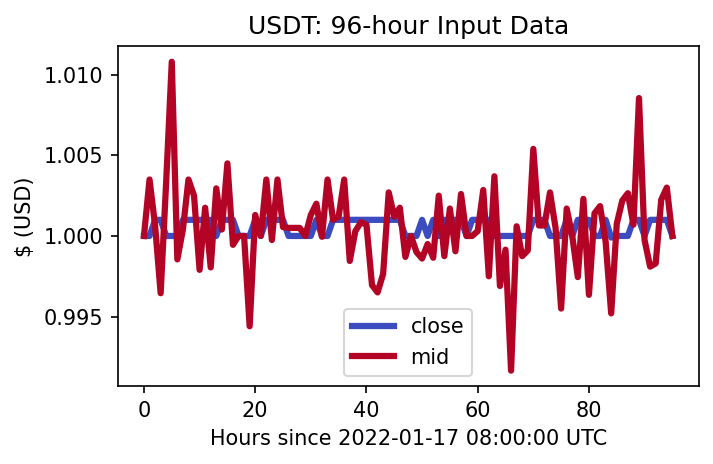 USDT: 96-hour Input Data
$ (USD)
1.010
1.005
1.000
0.995
close
mid
0 20 40 60 80
Hours since 2022-01-17 08:00:00 UTC